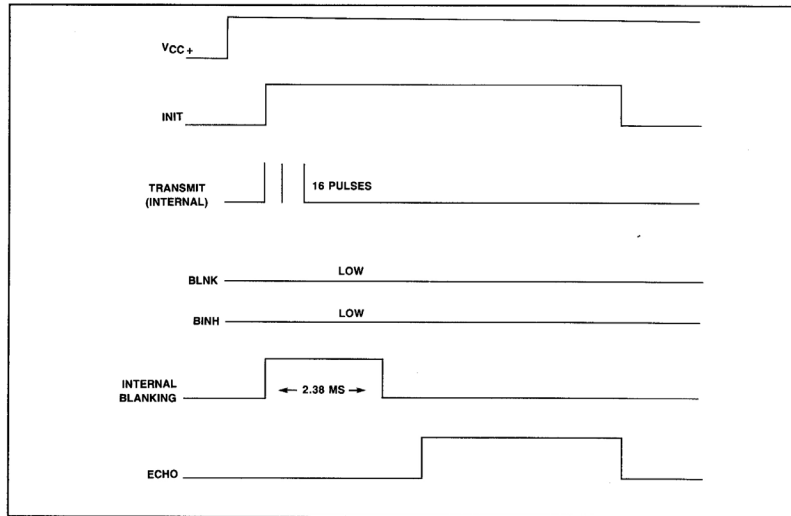 VCC+
INIT
TRANSMIT
(INTERNAL)
16 PULSES
BLNK
LOW
BINH
LOW
INTERNAL
BLANKING
2.38 MS
ECHO